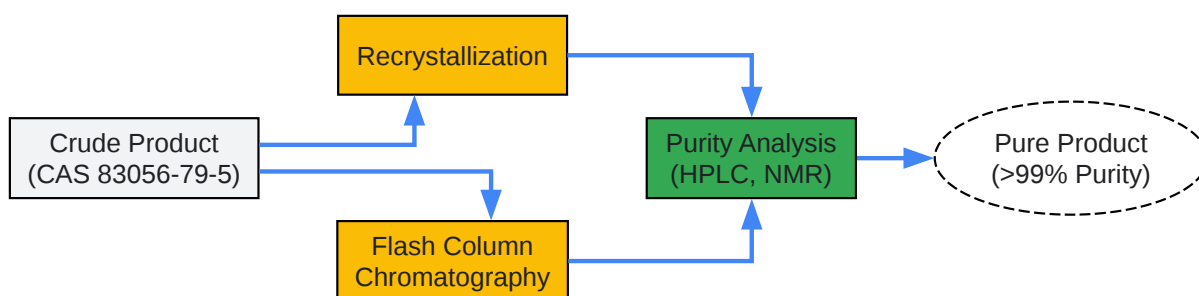 Recrystallization
Crude Product
(CAS 83056-79-5)
Purity Analysis
(HPLC, NMR)
Pure Product
(>99% Purity)
Flash Column
Chromatography